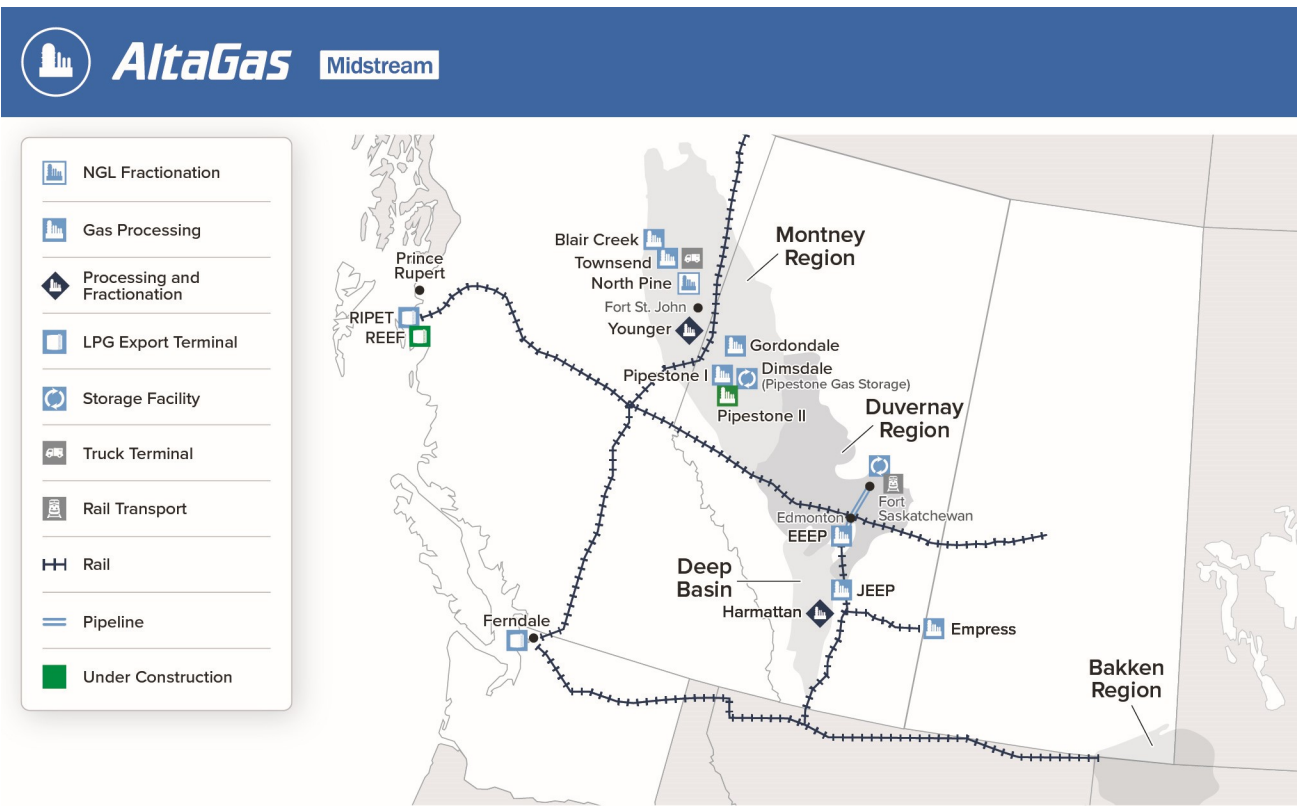 AltaGas Midstream
NGL Fractionation
Gas Processing
Processing and
Fractionation
LPG Export Terminal
Storage Facility
Truck Terminal
Rail Transport
Rail
Pipeline
Under Construction
Prince
Rupert
RIPET
REEF
Blair Creek
Townsend
North Pine
Fort St. John
Younger
Montney
Region
Gordondale
Pipestone I
Dimsdale
(Pipestone Gas Storage)
Pipestone II
Duvernay
Region
Fort
Saskatchewan
Edmonton
EEEP
Deep
Basin
JEEP
Harmattan
Empress
Ferndale
Bakken
Region